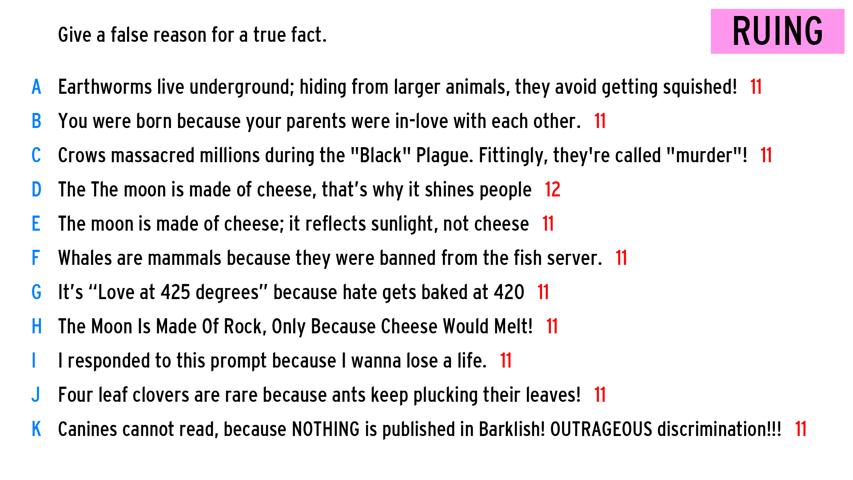 Give a false reason for a true fact.
RUING
A Earthworms live underground; hiding from larger animals, they avoid getting squished! 11
B You were born because your parents were in-love with each other. 11
C Crows massacred millions during the "Black" Plague. Fittingly, they're called "murder"! 11
D The The moon is made of cheese, that’s why it shines people 12
E The moon is made of cheese; it reflects sunlight, not cheese 11
F Whales are mammals because they were banned from the fish server. 11
G It’s “Love at 425 degrees” because hate gets baked at 420 11
H The Moon Is Made Of Rock, Only Because Cheese Would Melt! 11
I I responded to this prompt because I wanna lose a life. 11
J Four leaf clovers are rare because ants keep plucking their leaves! 11
K Canines cannot read, because NOTHING is published in Barklish! OUTRAGEOUS discrimination!!! 11